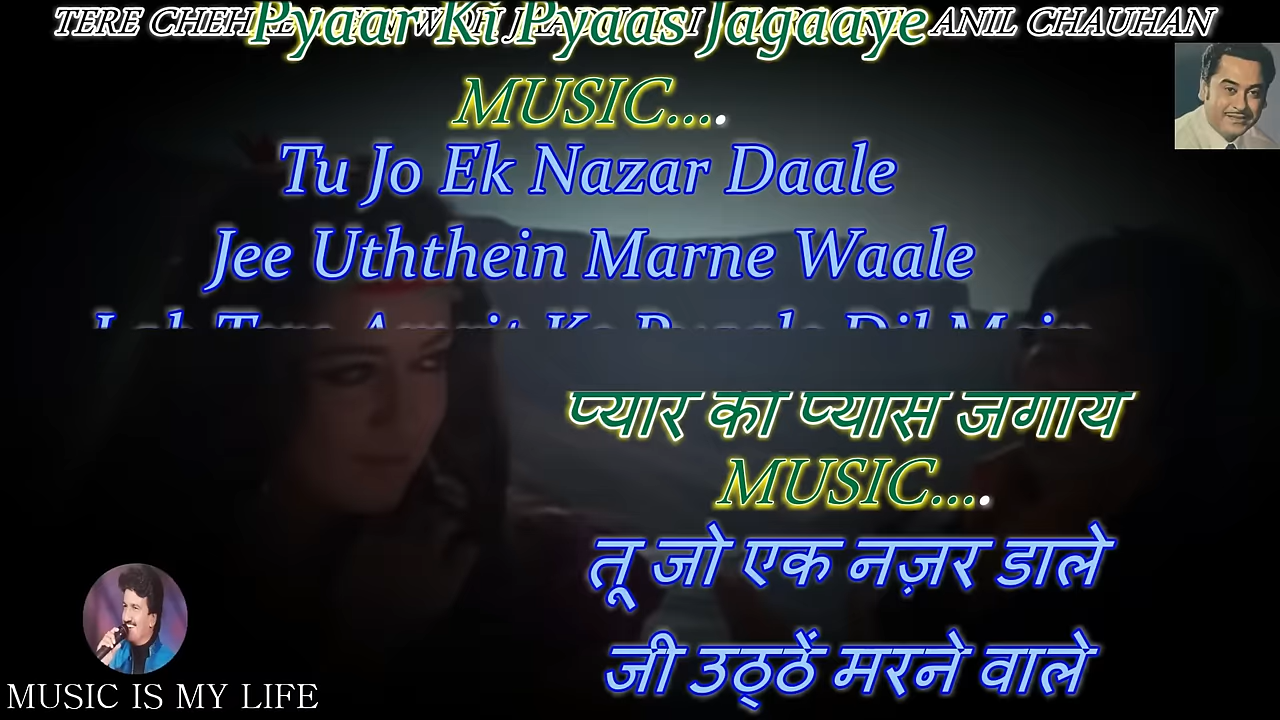 TERE CHEHRE ANIL CHAUHAN
Pyaar Ki Pyaas Jagaaye
MUSIC....
Tu Jo Ek Nazar Daale
Jee Uththein Marne Waale
प्यार की प्यास जगाये
MUSIC....
तू जो एक नज़र डाले
जी उठ्ठें मरने वाले
MUSIC IS MY LIFE